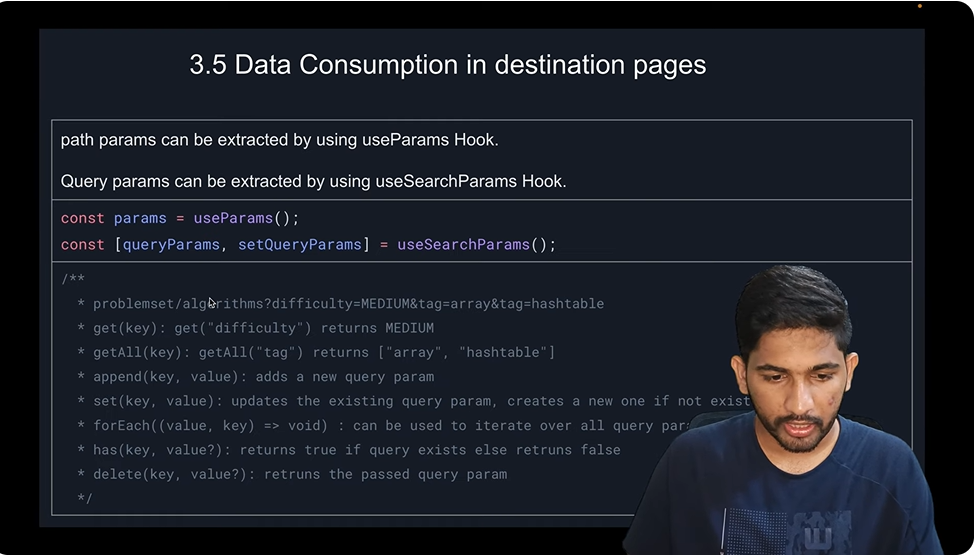 3.5 Data Consumption in destination pages
path params can be extracted by using useParams Hook.
Query params can be extracted by using useSearchParams Hook.
const params = useParams();
const [queryParams, setQueryParams] = useSearchParams();
/**
* problemset/algorithms?difficulty=MEDIUM&tag=array&tag=hashtable
* get(key): get("difficulty") returns MEDIUM
* getAll(key): getAll("tag") returns ["array", "hashtable"]
* append(key, value): adds a new query param
* set(key, value): updates the existing query param, creates a new one if not exist
* forEach((value, key) => void) : can be used to iterate over all query
* has(key, value?): returns true if query exists else retruns false
* delete(key, value?): retruns the passed query param
*/